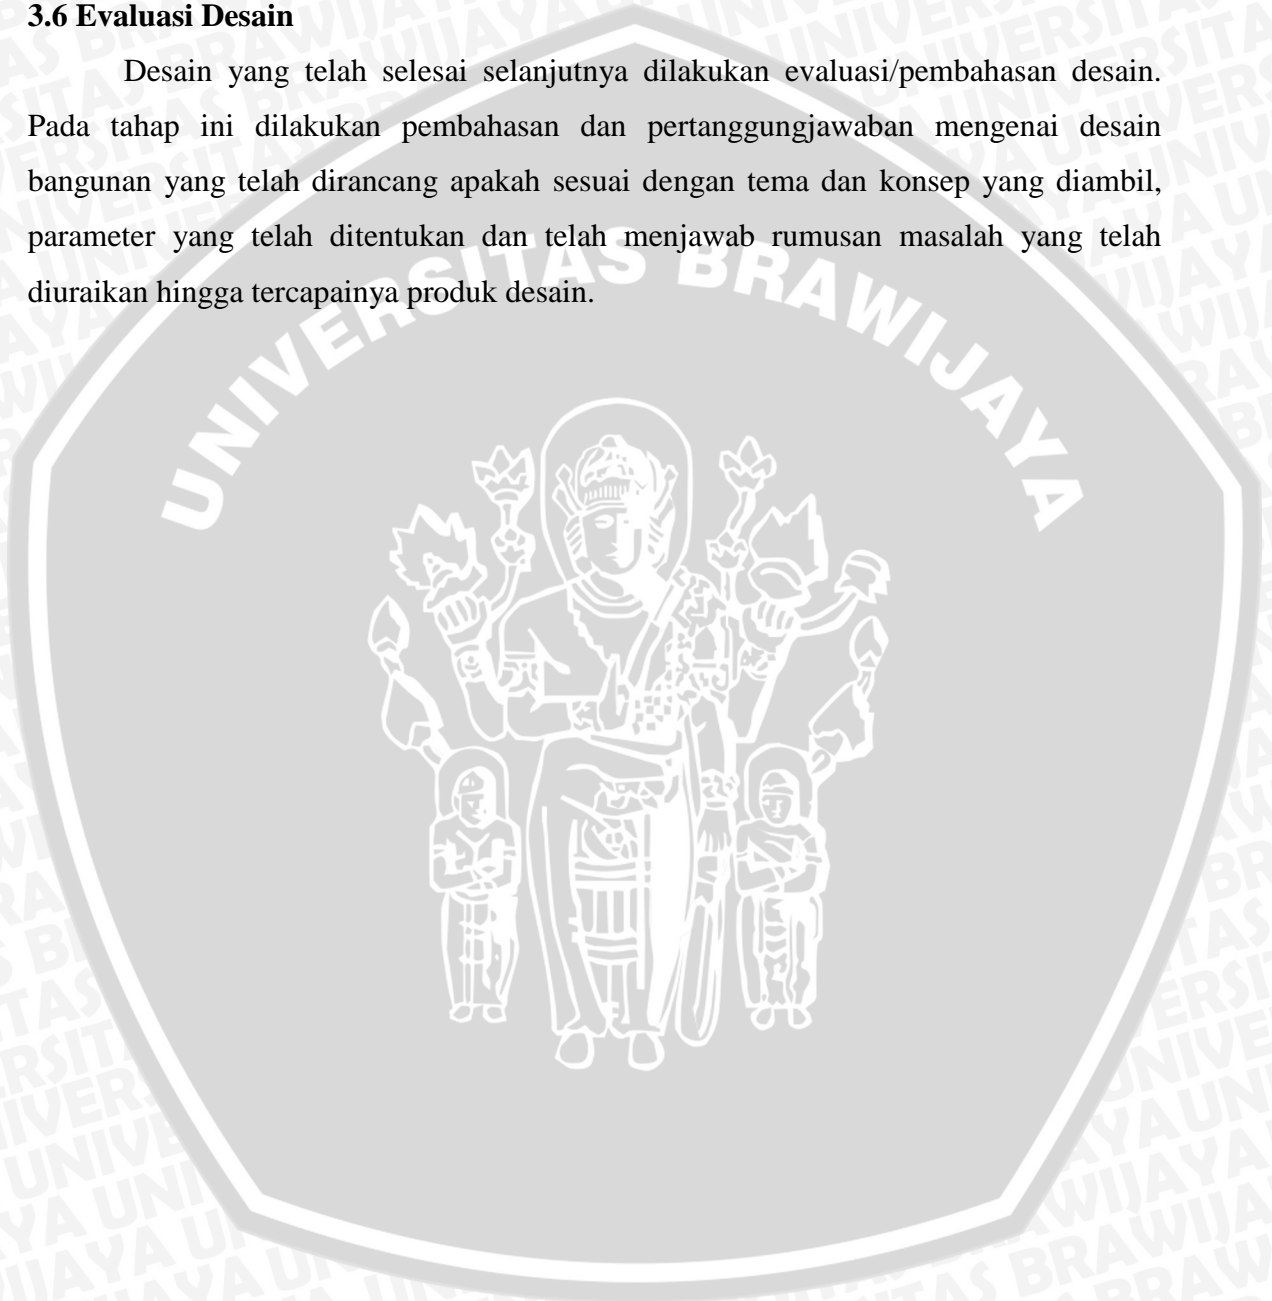 3.6 Evaluasi Desain
Desain yang telah selesai selanjutnya dilakukan evaluasi/pembahasan desain.
Pada tahap ini dilakukan pembahasan dan pertanggungjawaban mengenai desain
bangunan yang telah dirancang apakah sesuai dengan tema dan konsep yang diambil,
parameter yang telah ditentukan dan telah menjawab rumusan masalah yang telah
diuraikan hingga tercapainya produk desain.
UNIVERSITAS BRAWIJAYA